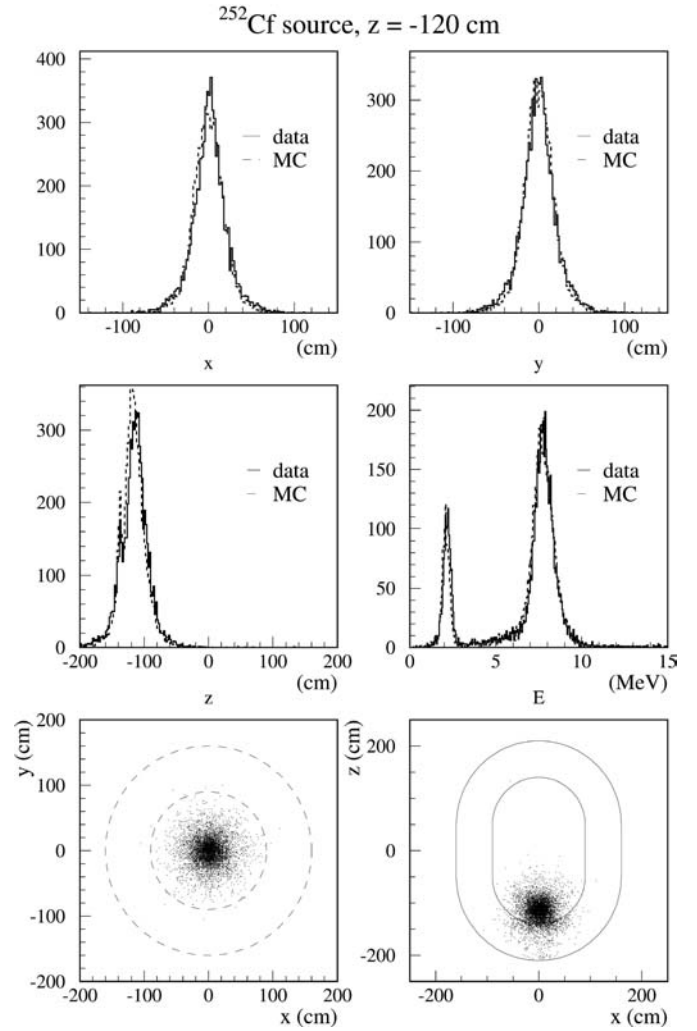 ²⁵²Cf source, z = -120 cm
400
300
200
100
0
data
MC
-100 0 100
(cm)
x
300
200
100
0
data
MC
-100 0 100
(cm)
y
300
200
100
0
data
MC
-200 -100 0 100 200
(cm)
z
200
150
100
50
0
data
MC
0 5 10 15
(MeV)
E
y (cm)
200
100
0
-100
-200
-200 -100 0 100 200
x (cm)
z (cm)
200
100
0
-100
-200
-200 0 200
x (cm)